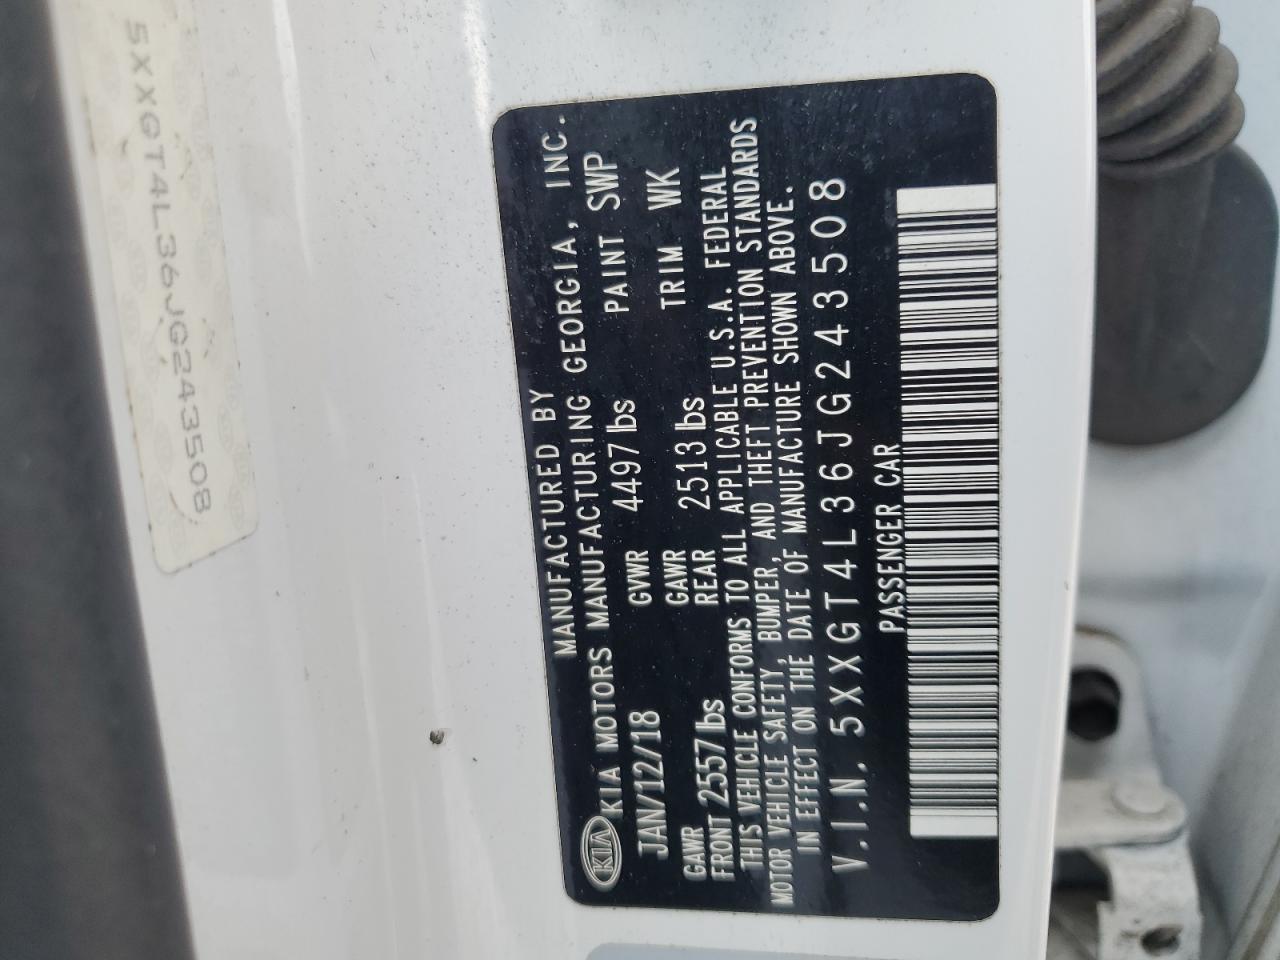 5XXGT4L36JG243508
MANUFACTURED BY
KIA KIA MOTORS MANUFACTURING GEORGIA, INC.
JAN/12/18 GVWR 4497 lbs PAINT SWP
GAWR GAWR
FRONT 2557 lbs REAR 2513 lbs TRIM WK
THIS VEHICLE CONFORMS TO ALL APPLICABLE U.S.A. FEDERAL
MOTOR VEHICLE SAFETY, BUMPER, AND THEFT PREVENTION STANDARDS
IN EFFECT ON THE DATE OF MANUFACTURE SHOWN ABOVE.
V.I.N. 5XXGT4L36JG243508
PASSENGER CAR